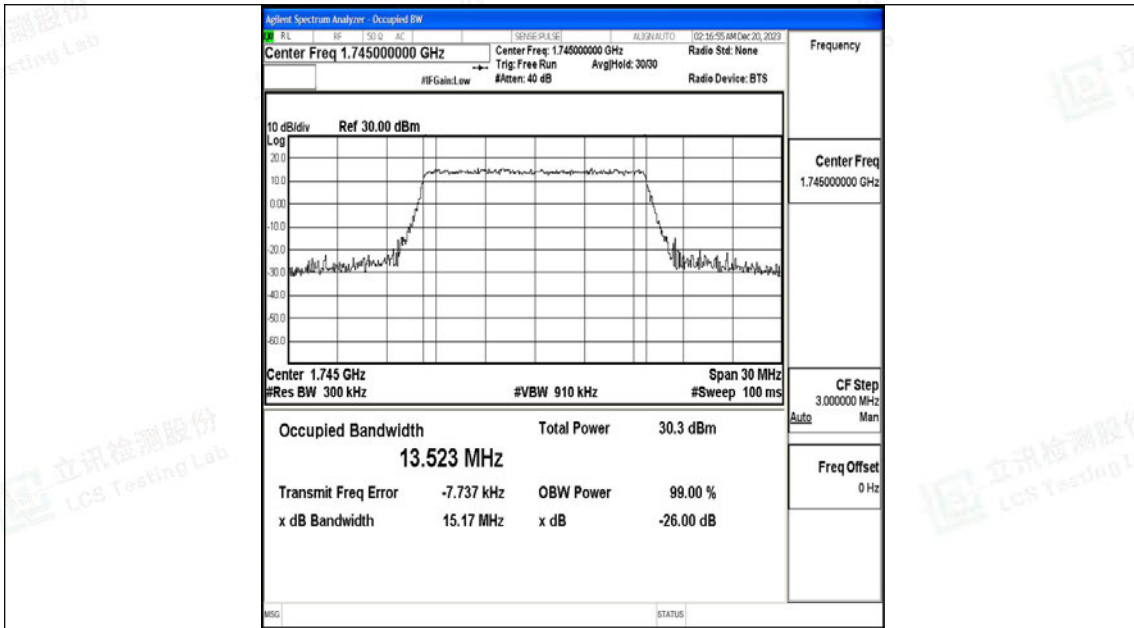 Agilent Spectrum Analyzer - Occupied BW
RL RF 50 Ω AC SENSE:PULSE ALIGNAUTO 02:16:55 AM Dec 20, 2023
Center Freq 1.745000000 GHz
Center Freq: 1.745000000 GHz
Radio Std: None
Trig: Free Run Avg|Hold: 30/30
#IFGain:Low #Atten: 40 dB Radio Device: BTS
10 dB/div Ref 30.00 dBm
Log
20.0
10.0
0.00
-10.0
-20.0
-30.0
-40.0
-50.0
-60.0
Center 1.745 GHz Span 30 MHz
#Res BW 300 kHz #VBW 910 kHz #Sweep 100 ms
Occupied Bandwidth Total Power 30.3 dBm
13.523 MHz
Transmit Freq Error -7.737 kHz OBW Power 99.00 %
x dB Bandwidth 15.17 MHz x dB -26.00 dB
MSG STATUS
Frequency
Center Freq
1.745000000 GHz
CF Step
3.000000 MHz
Auto Man
Freq Offset
0 Hz
立讯检测股份
LCS Testing Lab
立讯检测股份
LCS Testing Lab